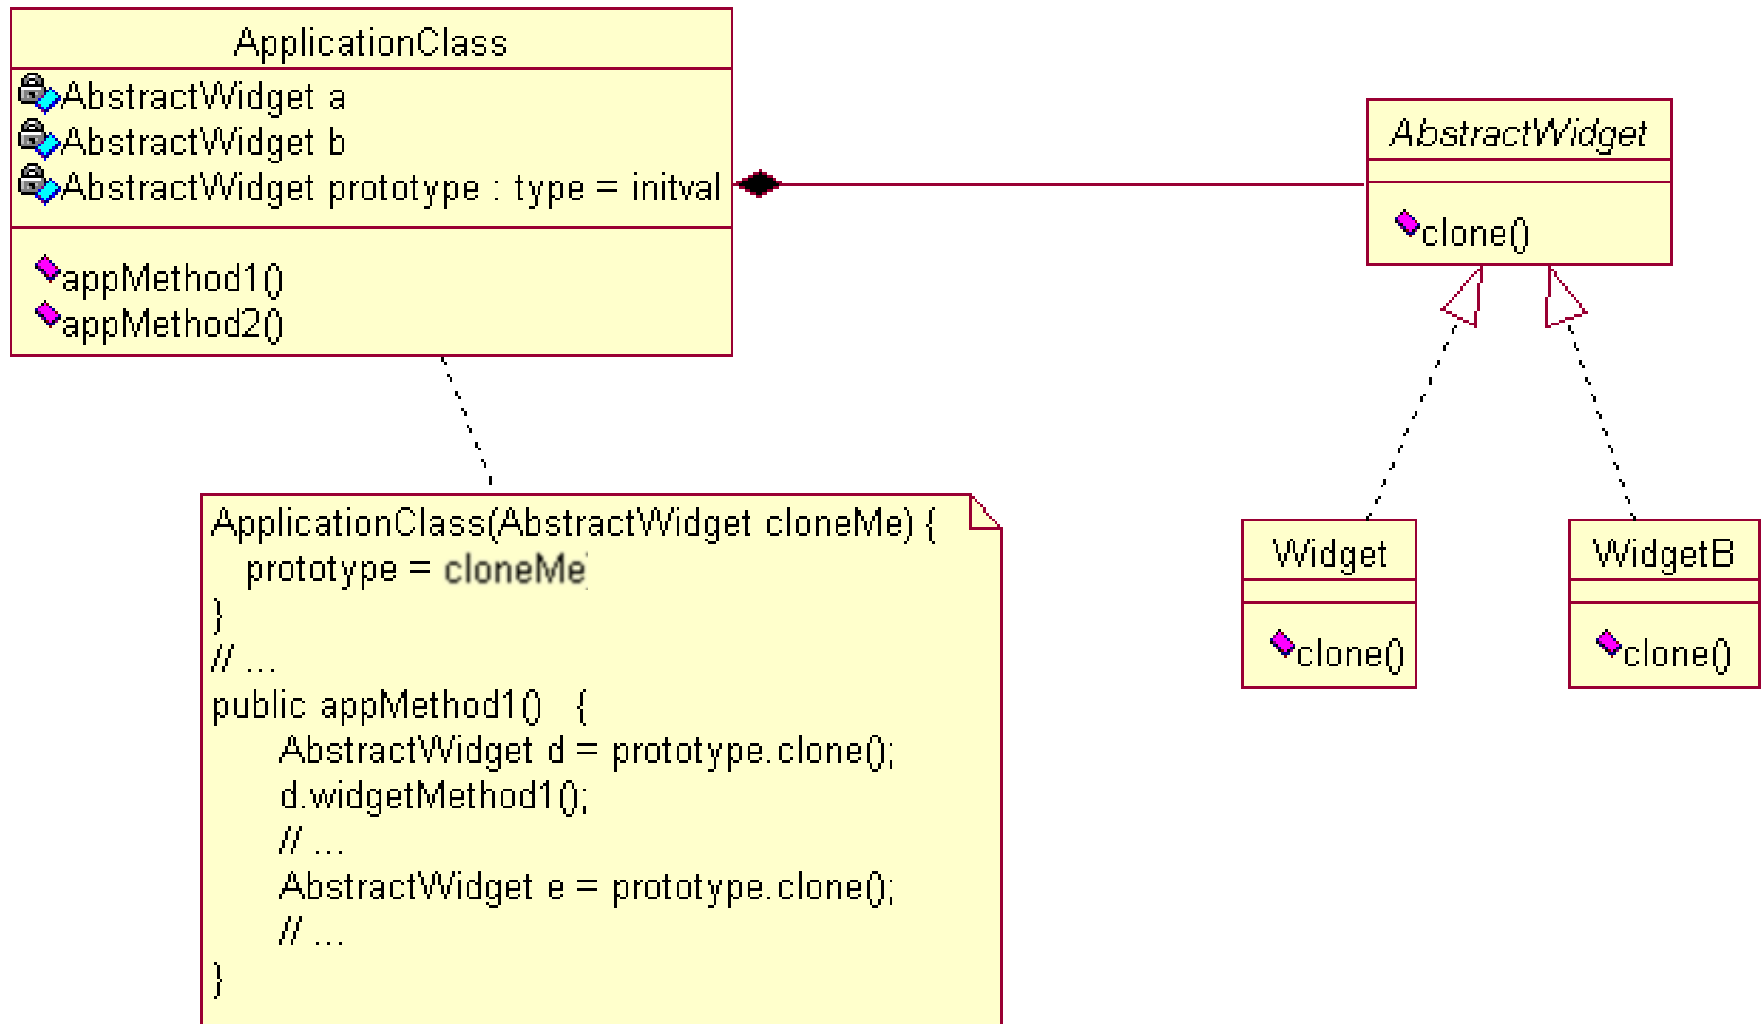 ApplicationClass
AbstractWidget a
AbstractWidget b
AbstractWidget prototype : type = initval
appMethod1()
appMethod2()
AbstractWidget
clone()
ApplicationClass(AbstractWidget cloneMe) {
prototype = cloneMe
}
// ...
public appMethod1() {
AbstractWidget d = prototype.clone();
d.widgetMethod1();
// ...
AbstractWidget e = prototype.clone();
// ...
}
Widget
clone()
WidgetB
clone()